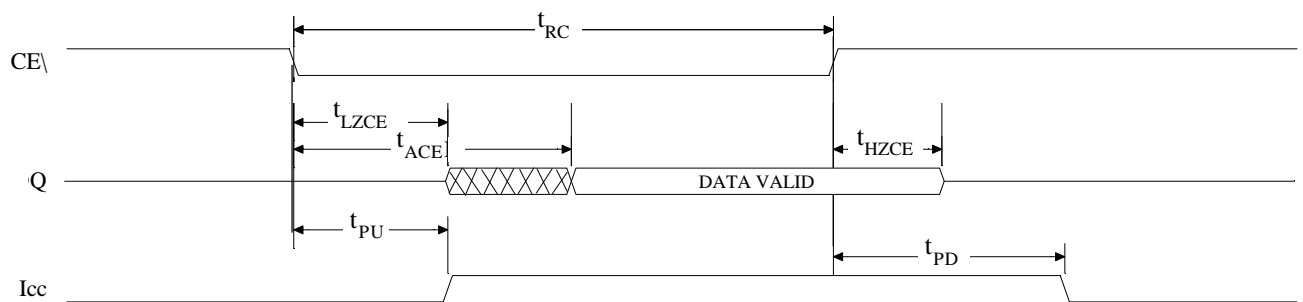 tRC
CE\
tLZCE
tACE
tHZCE
Q
DATA VALID
tPU
tPD
Icc